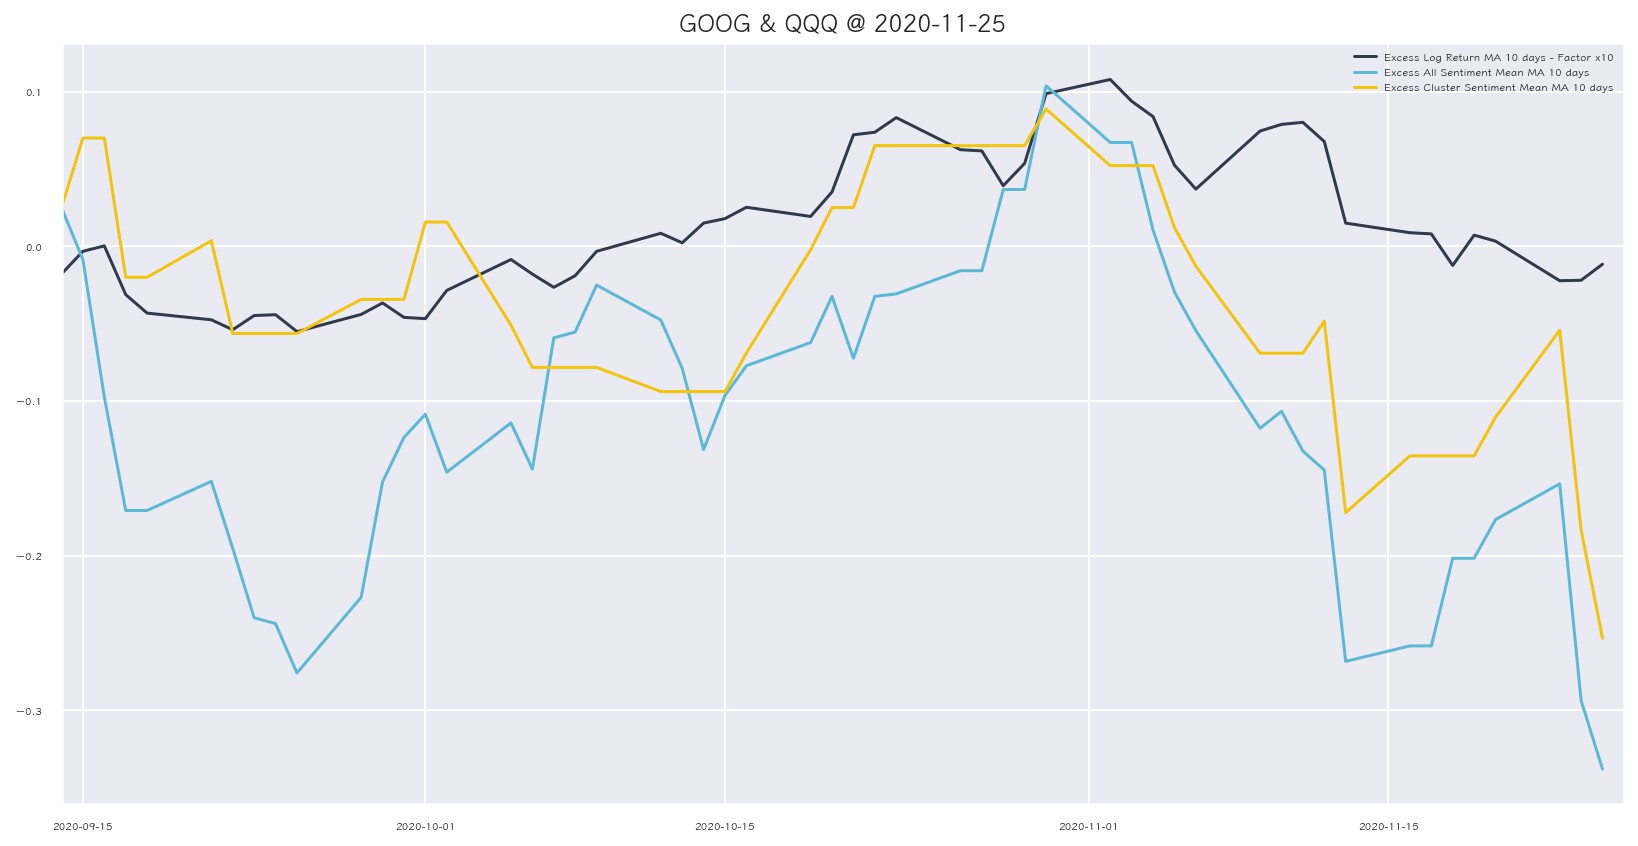 GOOG & QQQ @ 2020-11-25
Excess Log Return MA 10 days - Factor x10
Excess All Sentiment Mean MA 10 days
Excess Cluster Sentiment Mean MA 10 days
0.1
0.0
−0.1
−0.2
−0.3
2020-09-15 2020-10-01 2020-10-15 2020-11-01 2020-11-15